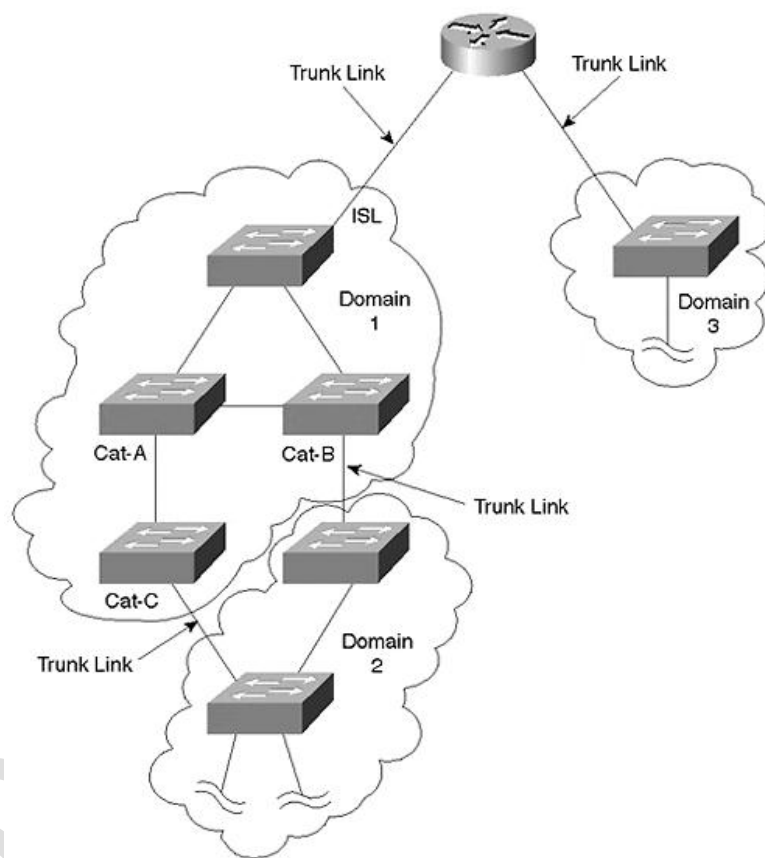 Trunk Link
Trunk Link
ISL
Domain
1
Domain
3
Cat-A
Cat-B
Trunk Link
Cat-C
Trunk Link
Domain
2